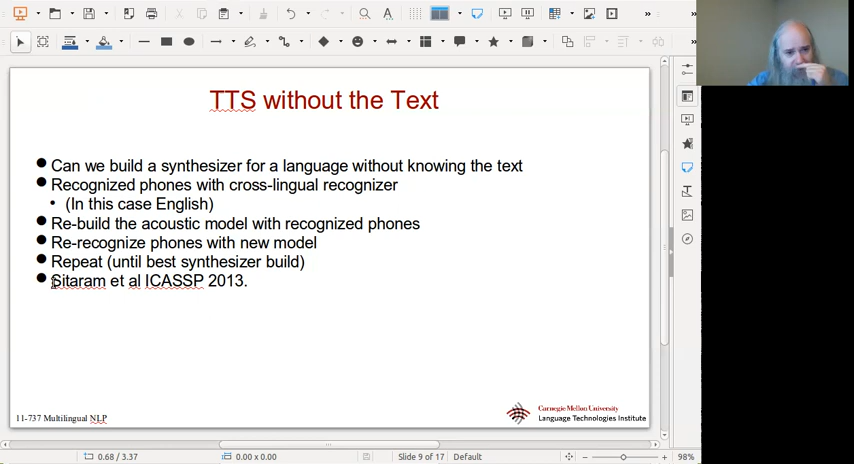 TTS without the Text
Can we build a synthesizer for a language without knowing the text
Recognized phones with cross-lingual recognizer
(In this case English)
Re-build the acoustic model with recognized phones
Re-recognize phones with new model
Repeat (until best synthesizer build)
Sitaram et al ICASSP 2013.
11-737 Multilingual NLP
Carnegie Mellon University
Language Technologies Institute
0.68 / 3.37
0.00 x 0.00
Slide 9 of 17
Default
98%